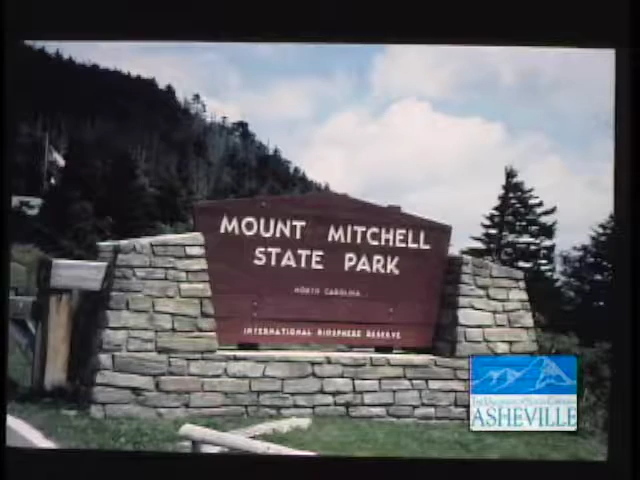 MOUNT MITCHELL
STATE PARK
NORTH CAROLINA
INTERNATIONAL BIOSPHERE RESERVE
ASHEVILLE